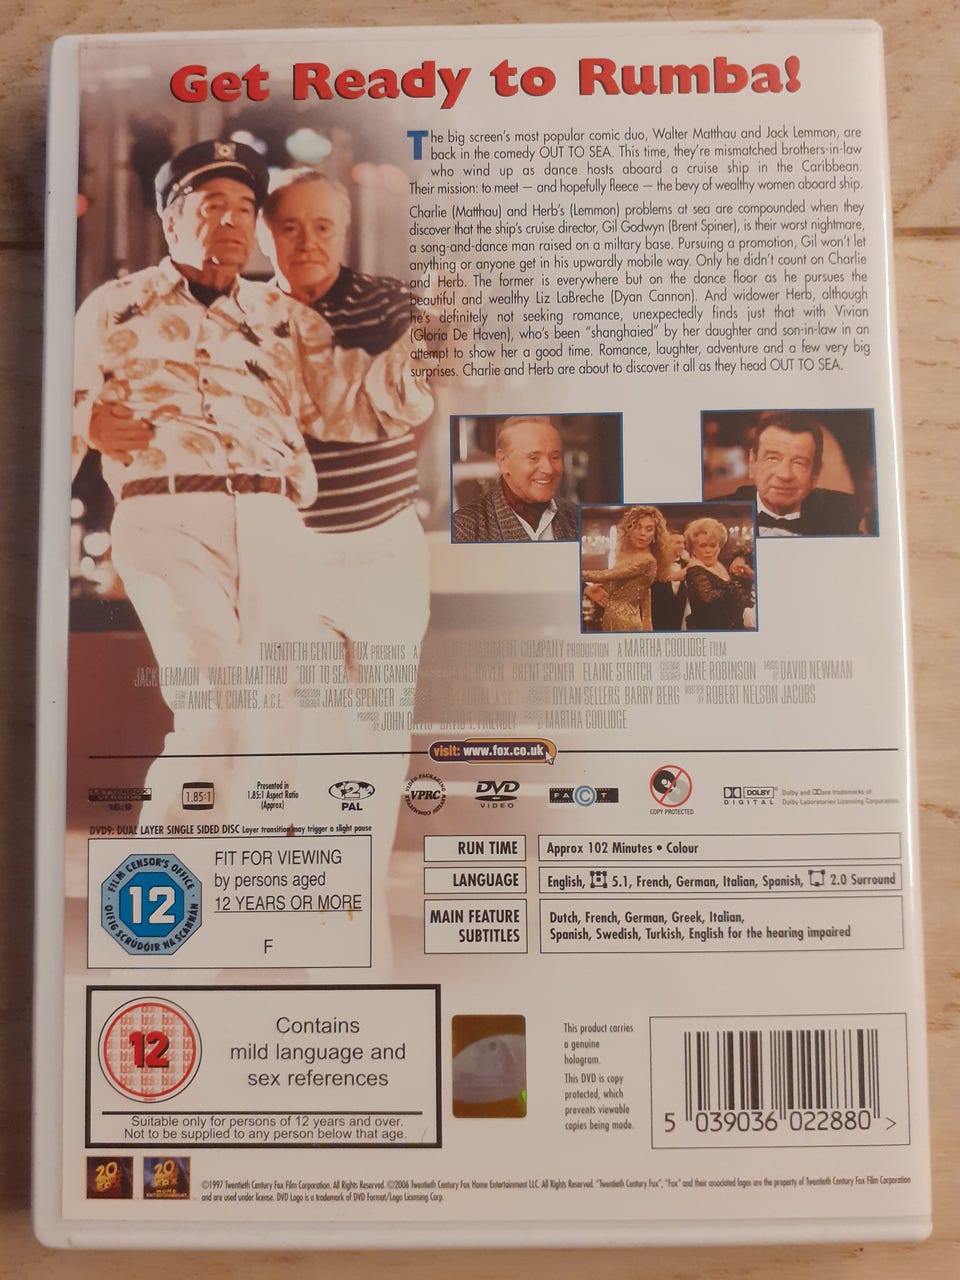 Get Ready to Rumba!
The big screen's most popular comic duo, Walter Matthau and Jack Lemmon, are
back in the comedy OUT TO SEA. This time, they're mismatched brothers-in-law
who wind up as dance hosts aboard a cruise ship in the Caribbean.
Their mission: to meet — and hopefully fleece — the bevy of wealthy women aboard ship.
Charlie (Matthau) and Herb's (Lemmon) problems at sea are compounded when they
discover that the ship's cruise director, Gil Godwyn (Brent Spiner), is their worst nightmare,
a song-and-dance man raised on a miltary base. Pursuing a promotion, Gil won't let
anything or anyone get in his upwardly mobile way. Only he didn't count on Charlie
and Herb. The former is everywhere but on the dance floor as he pursues the
beautiful and wealthy Liz LaBreche (Dyan Cannon). And widower Herb, although
he's definitely not seeking romance, unexpectedly finds just that with Vivian
(Gloria De Haven), who's been "shanghaied" by her daughter and son-in-law in an
attempt to show her a good time. Romance, laughter, adventure and a few very big
surprises. Charlie and Herb are about to discover it all as they head OUT TO SEA.
TWENTIETH CENTURY FOX PRESENTS A COMPANY PRODUCTION A MARTHA COOLIDGE FILM
JACK LEMMON WALTER MATTHAU "OUT TO SEA" DYAN CANNON BRENT SPINER ELAINE STRITCH JANE ROBINSON DAVID NEWMAN
ANNE V. COATES, A.C.E. JAMES SPENCER DYLAN SELLERS BARRY BERG ROBERT NELSON JACOBS
JOHN DAVIS DAVID T. FRIENDLY MARTHA COOLIDGE
visit: www.fox.co.uk
LETTERBOX VERSION 16:9
1.85:1
Presented in
1.85:1 Aspect Ratio
(Approx)
2
PAL
VIDEO PACKAGING VPRC
DVD
VIDEO
FACT
COPY PROTECTED
DOLBY
DIGITAL
Dolby and are trademarks of
Dolby Laboratories Licensing Corporation.
DVD9: DUAL LAYER SINGLE SIDED DISC Layer transition may trigger a slight pause
FILM CENSOR'S OFFICE
12
OIFIG SCRÚDÓIR NA SCANNÁN
FIT FOR VIEWING
by persons aged
12 YEARS OR MORE
F
RUN TIME
Approx 102 Minutes • Colour
LANGUAGE
English, 5.1, French, German, Italian, Spanish, 2.0 Surround
MAIN FEATURE
SUBTITLES
Dutch, French, German, Greek, Italian,
Spanish, Swedish, Turkish, English for the hearing impaired
12
Contains
mild language and
sex references
Suitable only for persons of 12 years and over.
Not to be supplied to any person below that age.
This product carries
a genuine
hologram.
This DVD is copy
protected, which
prevents viewable
copies being made.
5 039036 022880 >
20
20
FOX
HOME
ENTERTAINMENT
©1997 Twentieth Century Fox Film Corporation. All Rights Reserved. ©2006 Twentieth Century Fox Home Entertainment LLC. All Rights Reserved. "Twentieth Century Fox", "Fox" and their associated logos are the property of Twentieth Century Fox Film Corporation
and are used under license. DVD Logo is a trademark of DVD Format/Logo Licensing Corp.